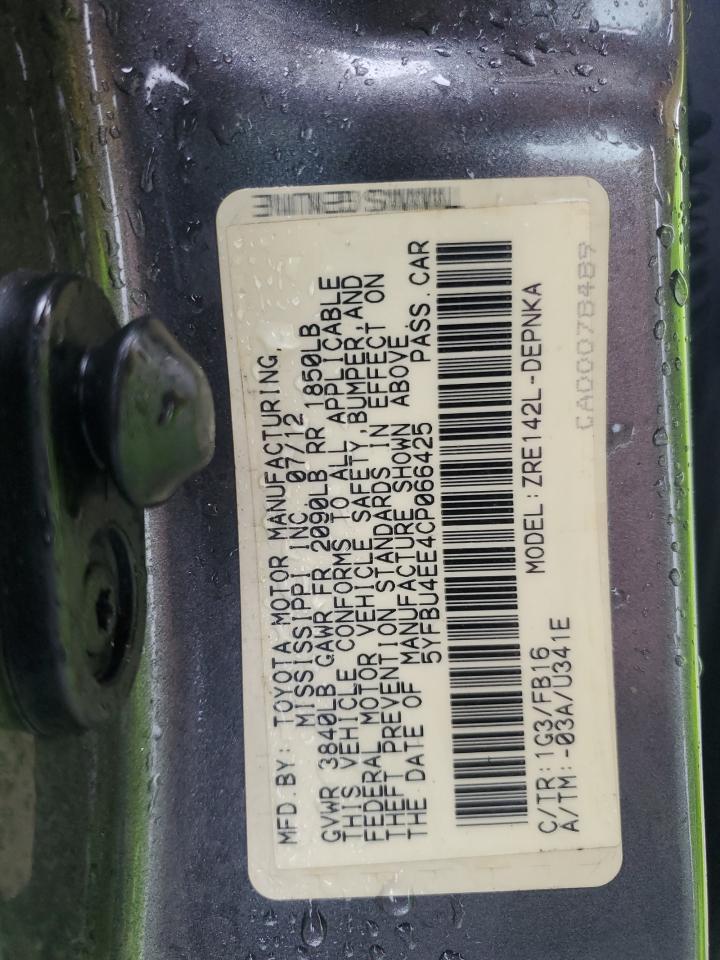 MFD.BY: TOYOTA MOTOR MANUFACTURING,
MISSISSIPPI INC. 07/12
GVWR 3840LB GAWR FR 2090LB RR 1850LB
THIS VEHICLE CONFORMS TO ALL APPLICABLE
FEDERAL MOTOR VEHICLE SAFETY,BUMPER,AND
THEFT PREVENTION STANDARDS IN EFFECT ON
THE DATE OF MANUFACTURE SHOWN ABOVE.
5YFBU4EE4CP066425 PASS.CAR
C/TR:1G3/FB16 MODEL:ZRE142L-DEPNKA
A/TM:-03A/U341E